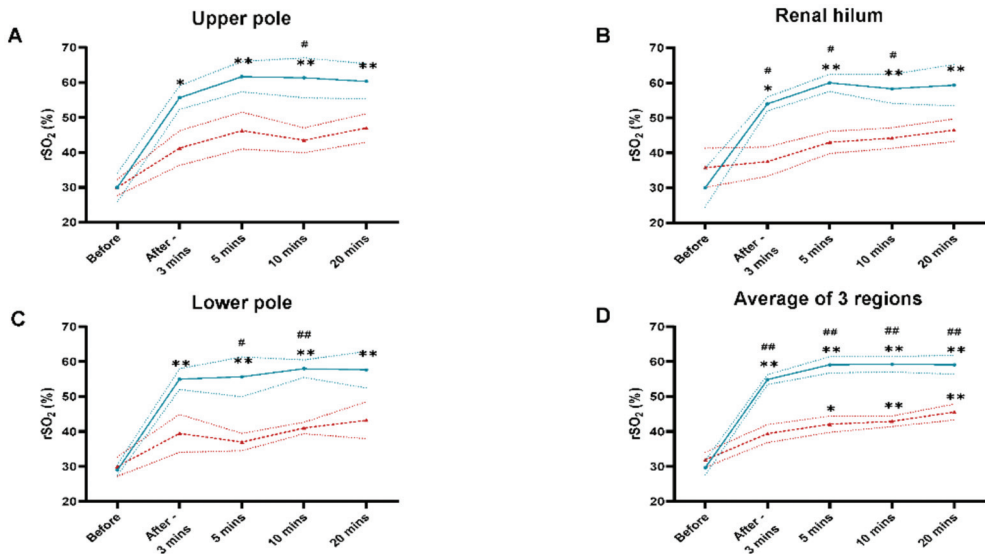 A
Upper pole
rSO₂ (%)
70
60
50
40
30
20
#
*
**
**
**
Before
After -
3 mins
5 mins
10 mins
20 mins
B
Renal hilum
rSO₂ (%)
70
60
50
40
30
20
#
#
#
*
**
**
**
Before
After -
3 mins
5 mins
10 mins
20 mins
C
Lower pole
rSO₂ (%)
70
60
50
40
30
20
#
##
**
**
**
**
Before
After -
3 mins
5 mins
10 mins
20 mins
D
Average of 3 regions
rSO₂ (%)
70
60
50
40
30
20
##
##
##
##
**
**
**
**
*
**
**
Before
After -
3 mins
5 mins
10 mins
20 mins